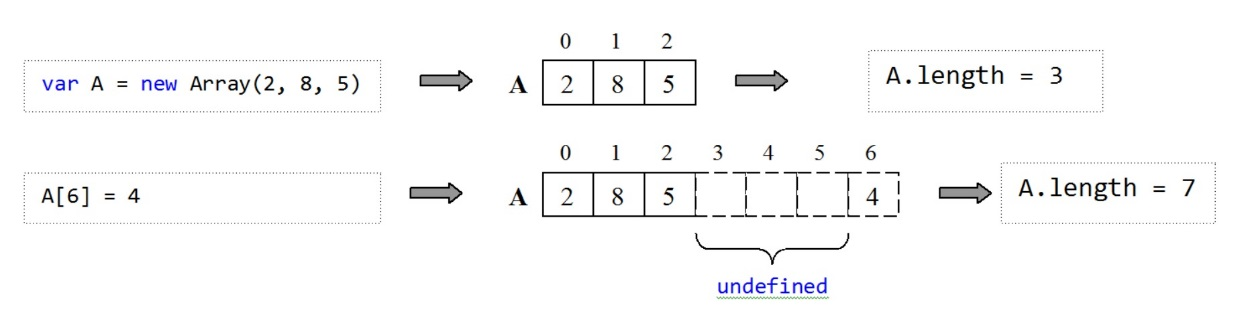 0 1 2
var A = new Array(2, 8, 5)
A 2 8 5
A.length = 3
0 1 2 3 4 5 6
A[6] = 4
A 2 8 5 4
A.length = 7
undefined